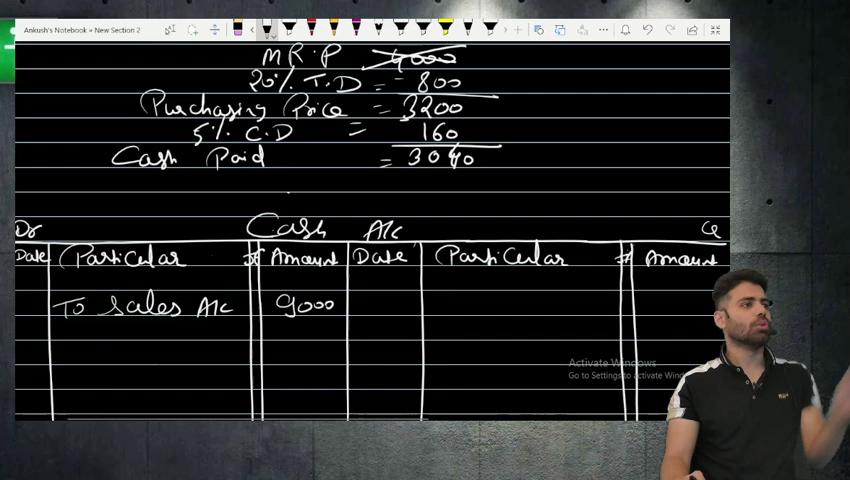 Ankush's Notebook » New Section 2
M R.P 4000
20% T.D = 800
Purchasing Price = 3200
5% C.D = 160
Cash Paid = 3040
Dr Cash A/c Cr
Date Particular Amount Date Particular Amount
To Sales A/c 9000
Activate Windows
Go to Settings to activate Wind